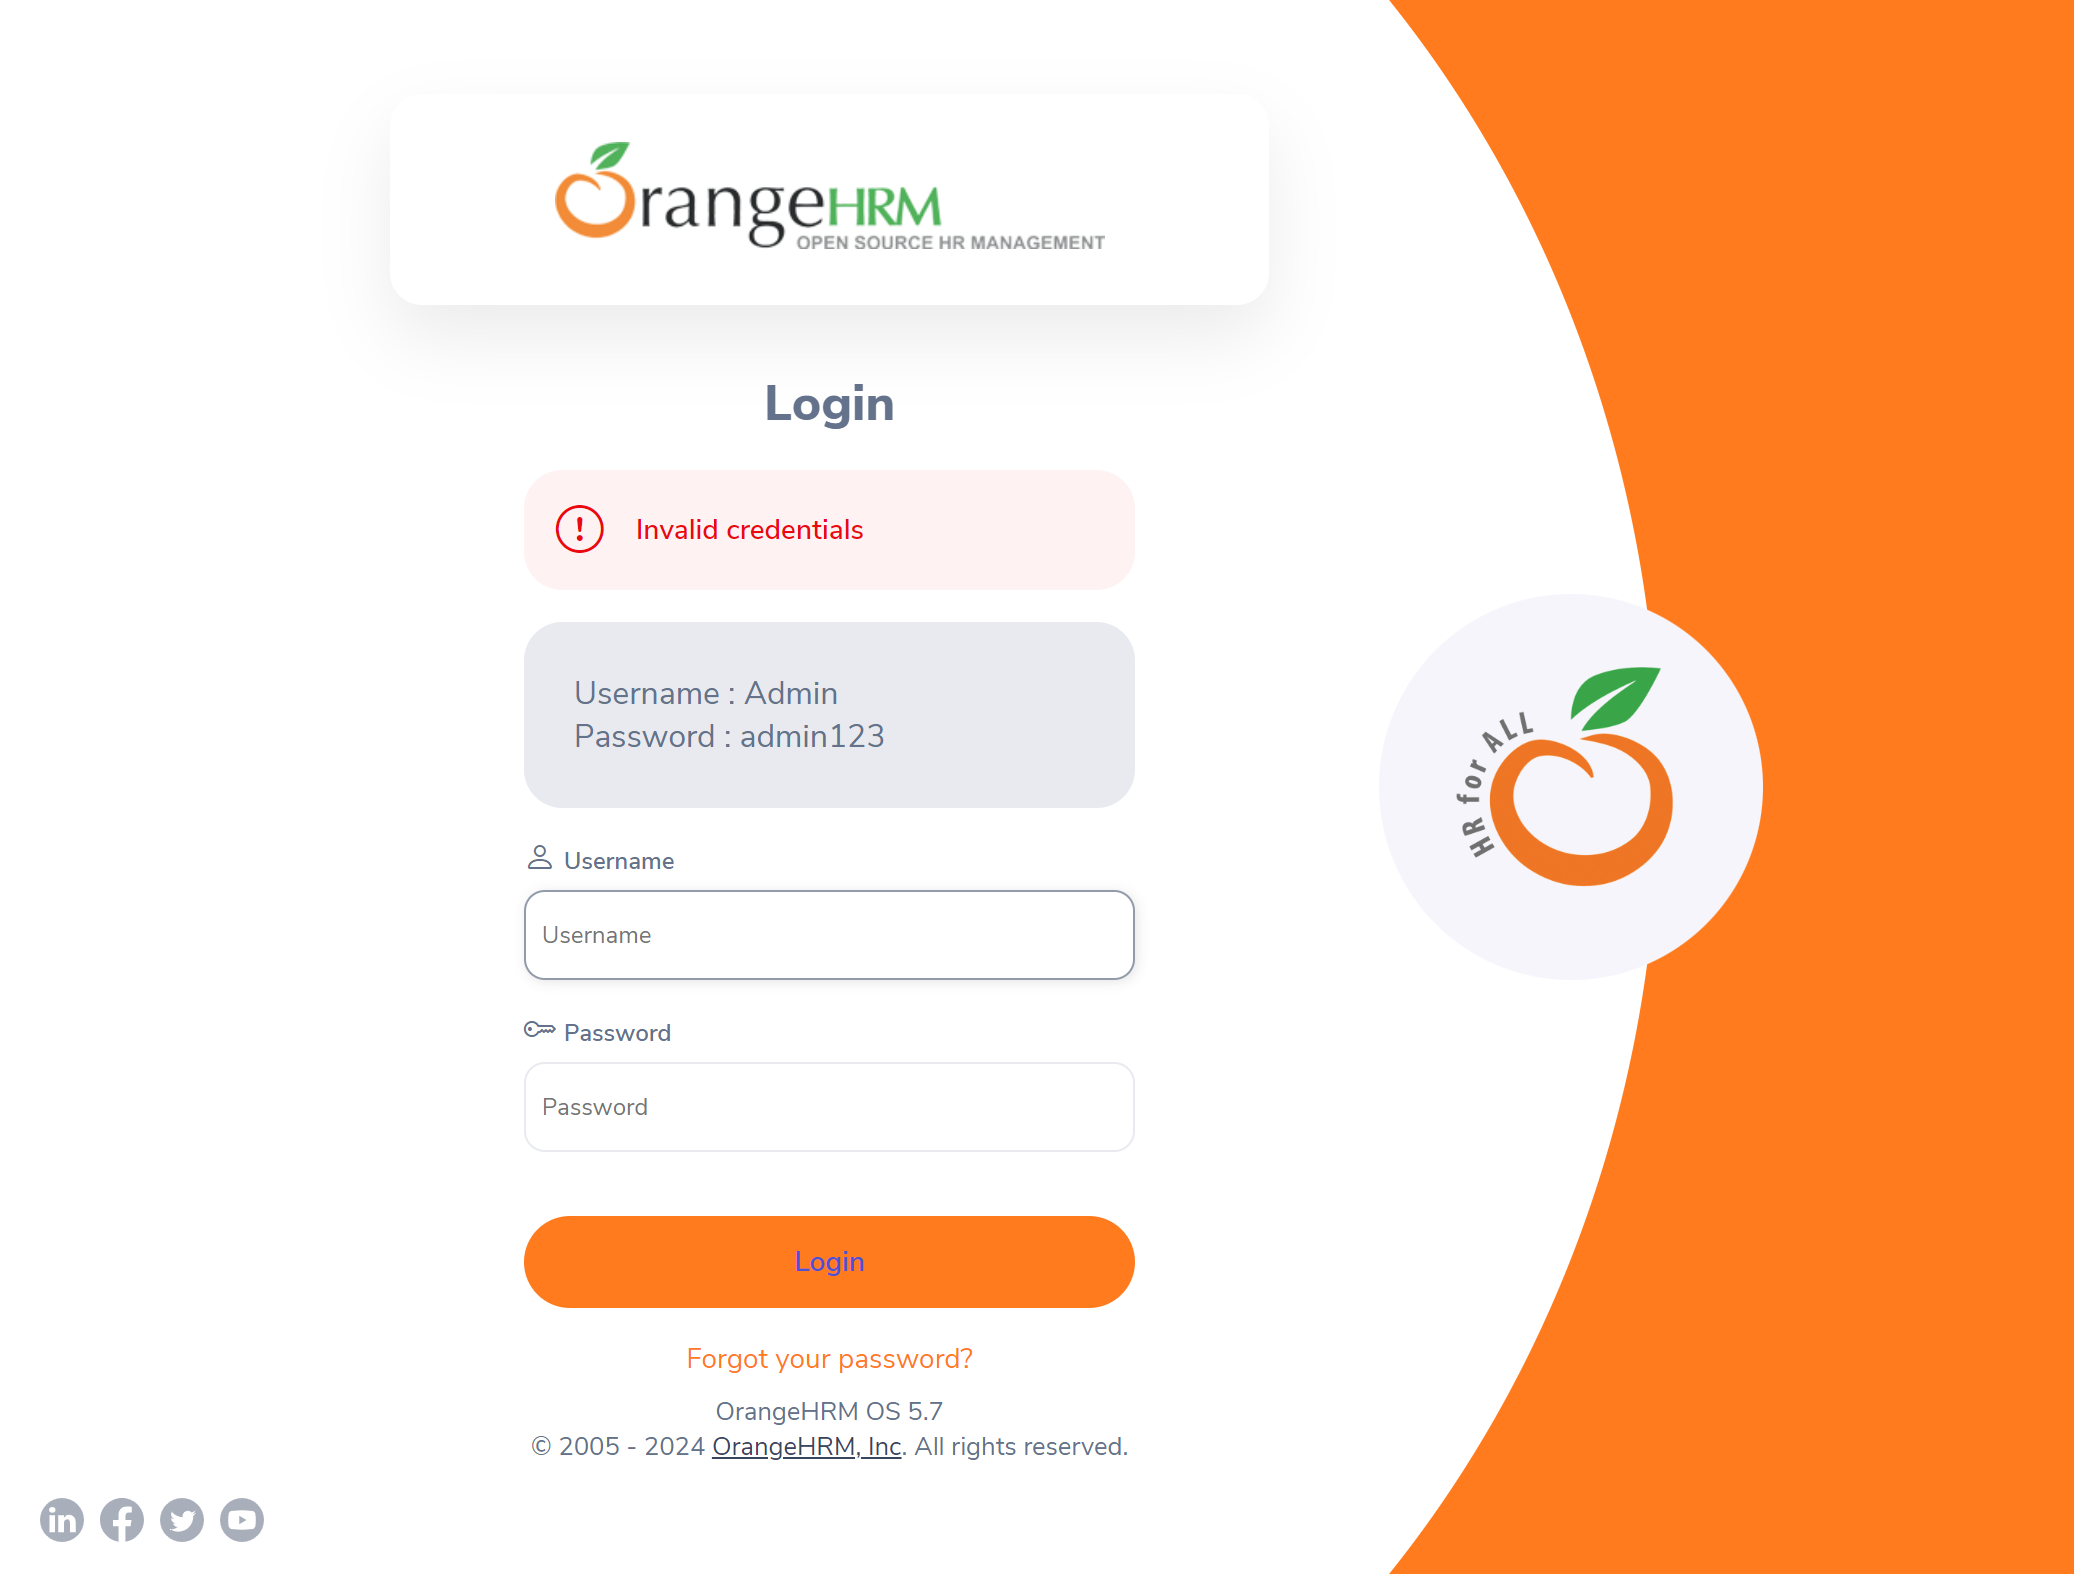 OrangeHRM
OPEN SOURCE HR MANAGEMENT
Login
Invalid credentials
Username : Admin
Password : admin123
Username
Username
Password
Password
Login
Forgot your password?
OrangeHRM OS 5.7
© 2005 - 2024 OrangeHRM, Inc. All rights reserved.
HR for ALL